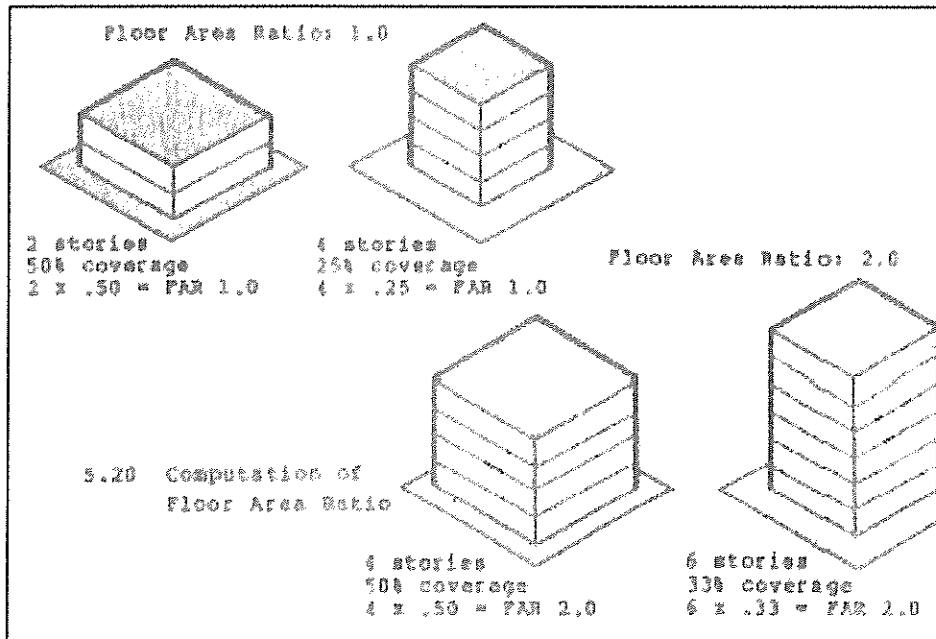 Floor Area Ratio: 1.0
2 stories
50% coverage
2 x .50 = FAR 1.0
4 stories
25% coverage
4 x .25 = FAR 1.0
Floor Area Ratio: 2.0
5.20 Computation of
Floor Area Ratio
4 stories
50% coverage
4 x .50 = FAR 2.0
6 stories
33% coverage
6 x .33 = FAR 2.0